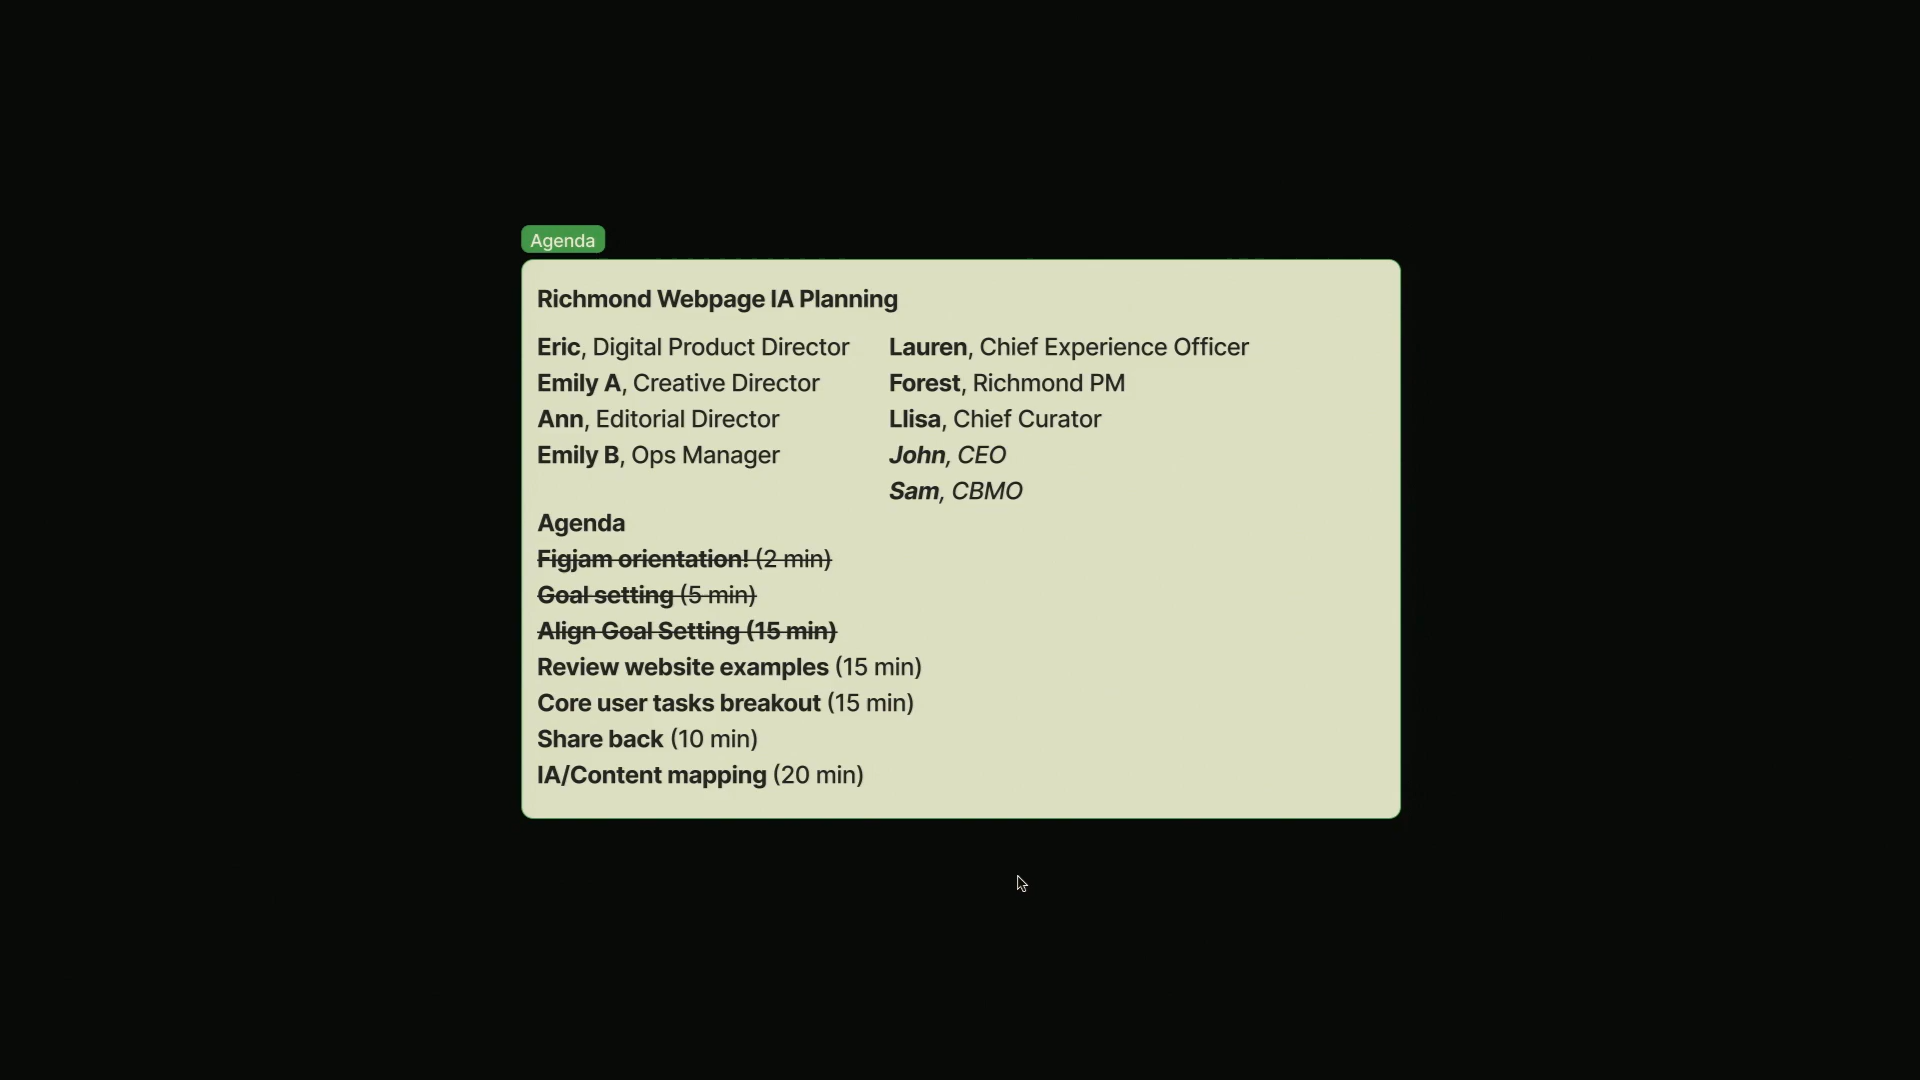 Agenda
Richmond Webpage IA Planning
Eric, Digital Product Director
Emily A, Creative Director
Ann, Editorial Director
Emily B, Ops Manager
Lauren, Chief Experience Officer
Forest, Richmond PM
Llisa, Chief Curator
John, CEO
Sam, CBMO
Agenda
Figjam orientation! (2 min)
Goal setting (5 min)
Align Goal Setting (15 min)
Review website examples (15 min)
Core user tasks breakout (15 min)
Share back (10 min)
IA/Content mapping (20 min)